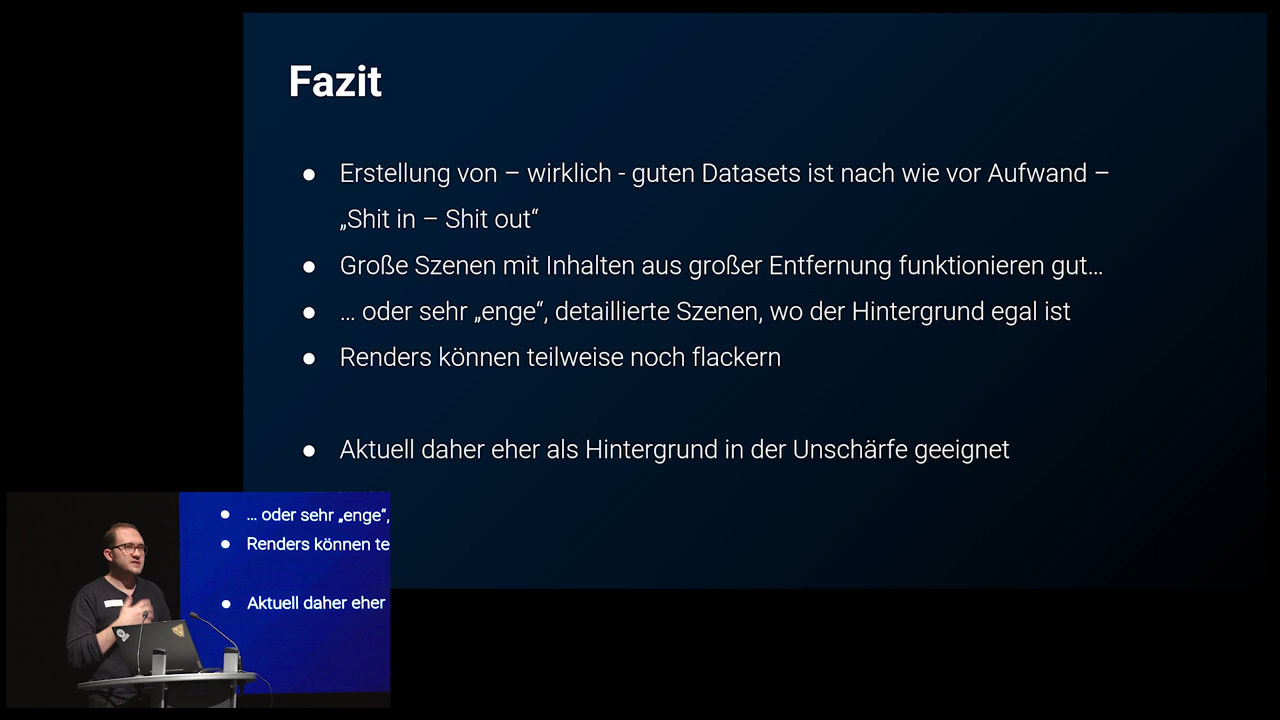 Fazit
● Erstellung von – wirklich - guten Datasets ist nach wie vor Aufwand –
„Shit in – Shit out“
● Große Szenen mit Inhalten aus großer Entfernung funktionieren gut...
● ... oder sehr „enge“, detaillierte Szenen, wo der Hintergrund egal ist
● Renders können teilweise noch flackern
● Aktuell daher eher als Hintergrund in der Unschärfe geeignet
● ... oder sehr „enge“,
● Renders können te
● Aktuell daher eher